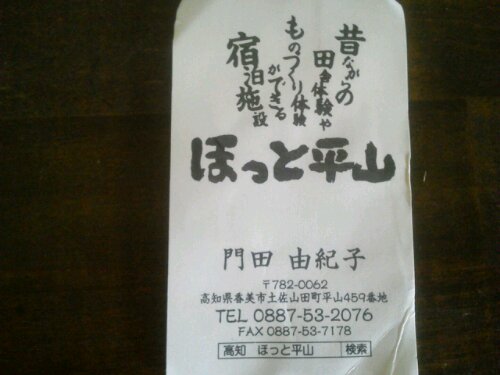 昔ながらの
田舎体験や
ものづくり体験
ができる
宿泊施設
ほっと平山
門田 由紀子
〒782-0062
高知県香美市土佐山田町平山459番地
TEL 0887-53-2076
FAX 0887-53-7178
高知 ほっと平山 検索